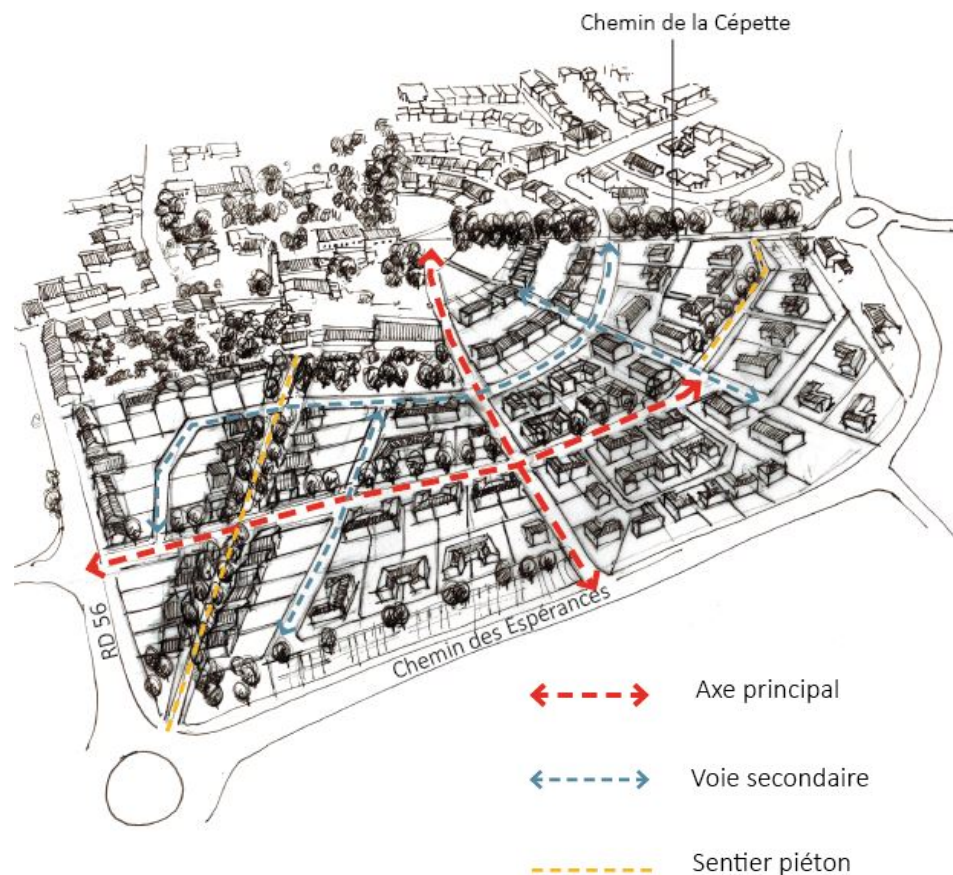 Chemin de la Cépette
RD 56
Chemin des Espérances
Axe principal
Voie secondaire
Sentier piéton